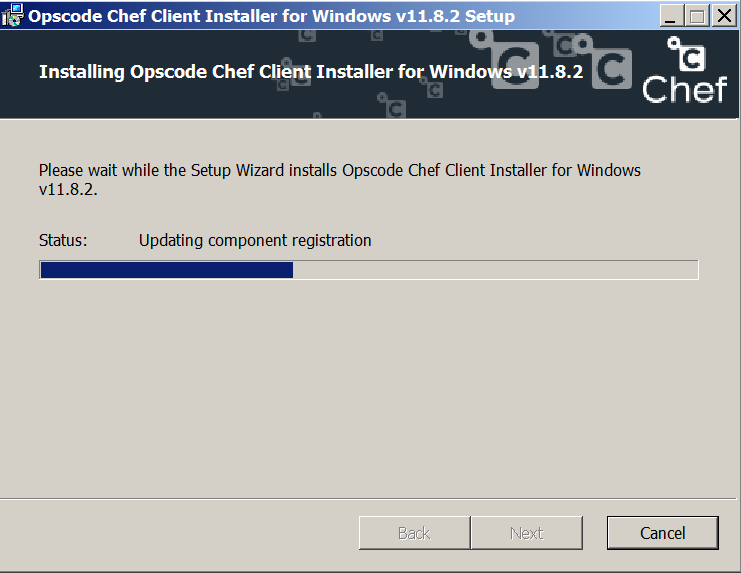 Opscode Chef Client Installer for Windows v11.8.2 Setup
Installing Opscode Chef Client Installer for Windows v11.8.2
Chef
Please wait while the Setup Wizard installs Opscode Chef Client Installer for Windows
v11.8.2.
Status: Updating component registration
Back Next Cancel